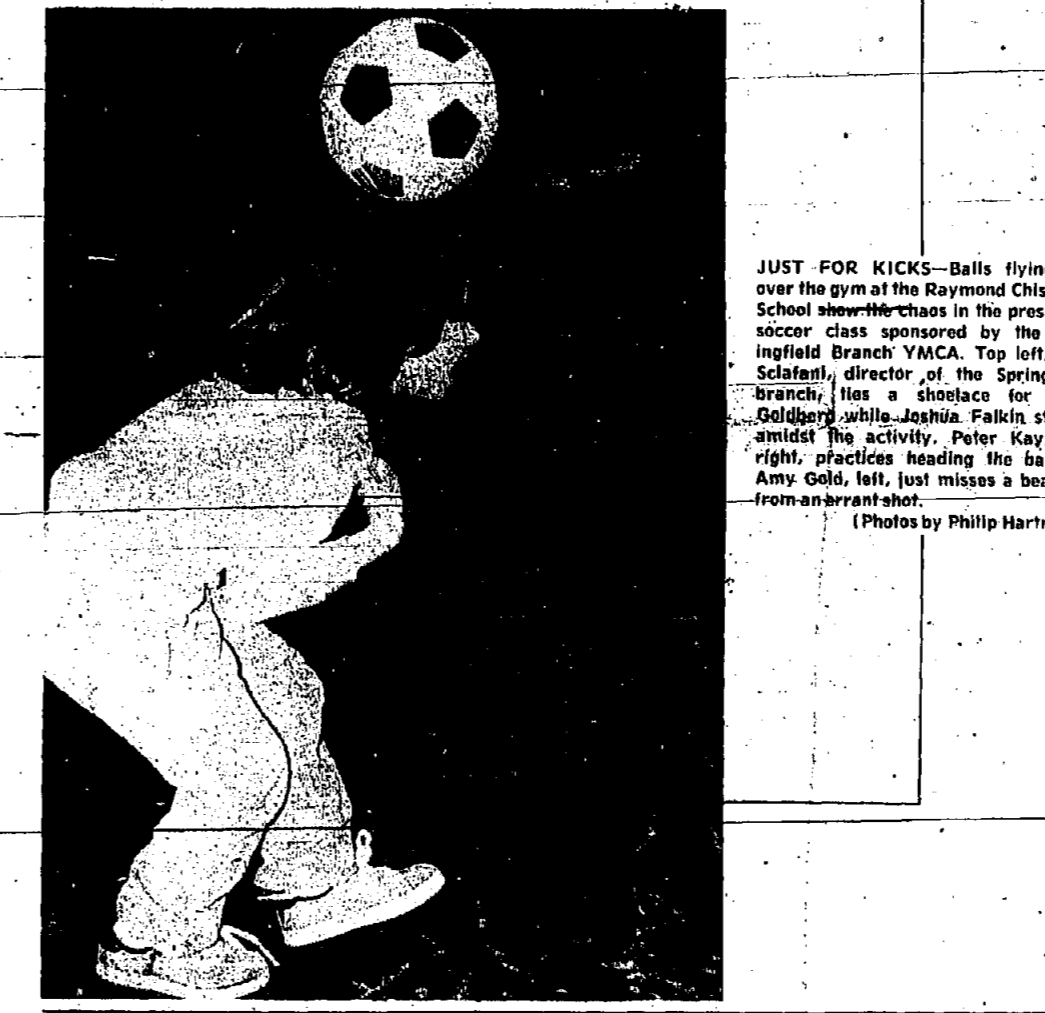 JUST FOR KICKS—Balls flyin
over the gym at the Raymond Chis
School show the chaos in the pres
soccer class sponsored by the
ingfield Branch YMCA. Top left,
Sclafani, director of the Spring
branch, ties a shoelace for
Goldberg while Joshua Falkin st
amidst the activity. Peter Kay
right, practices heading the ba
Amy Gold, left, just misses a bea
from an errant shot.
(Photos by Philip Hartr